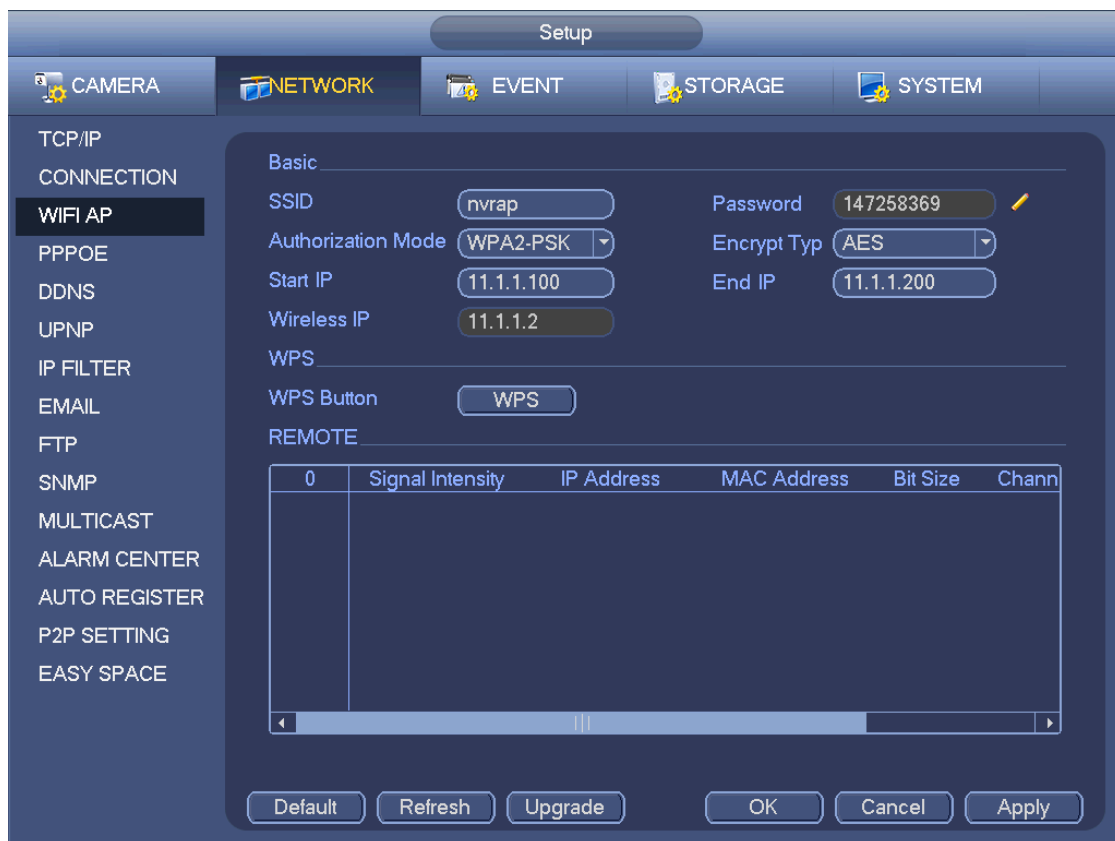 Setup
CAMERA NETWORK EVENT STORAGE SYSTEM
TCP/IP
CONNECTION
WIFI AP
PPPOE
DDNS
UPNP
IP FILTER
EMAIL
FTP
SNMP
MULTICAST
ALARM CENTER
AUTO REGISTER
P2P SETTING
EASY SPACE
Basic
SSID nvrap Password 147258369
Authorization Mode WPA2-PSK Encrypt Typ AES
Start IP 11.1.1.100 End IP 11.1.1.200
Wireless IP 11.1.1.2
WPS
WPS Button WPS
REMOTE
0 Signal Intensity IP Address MAC Address Bit Size Chann
Default Refresh Upgrade OK Cancel Apply